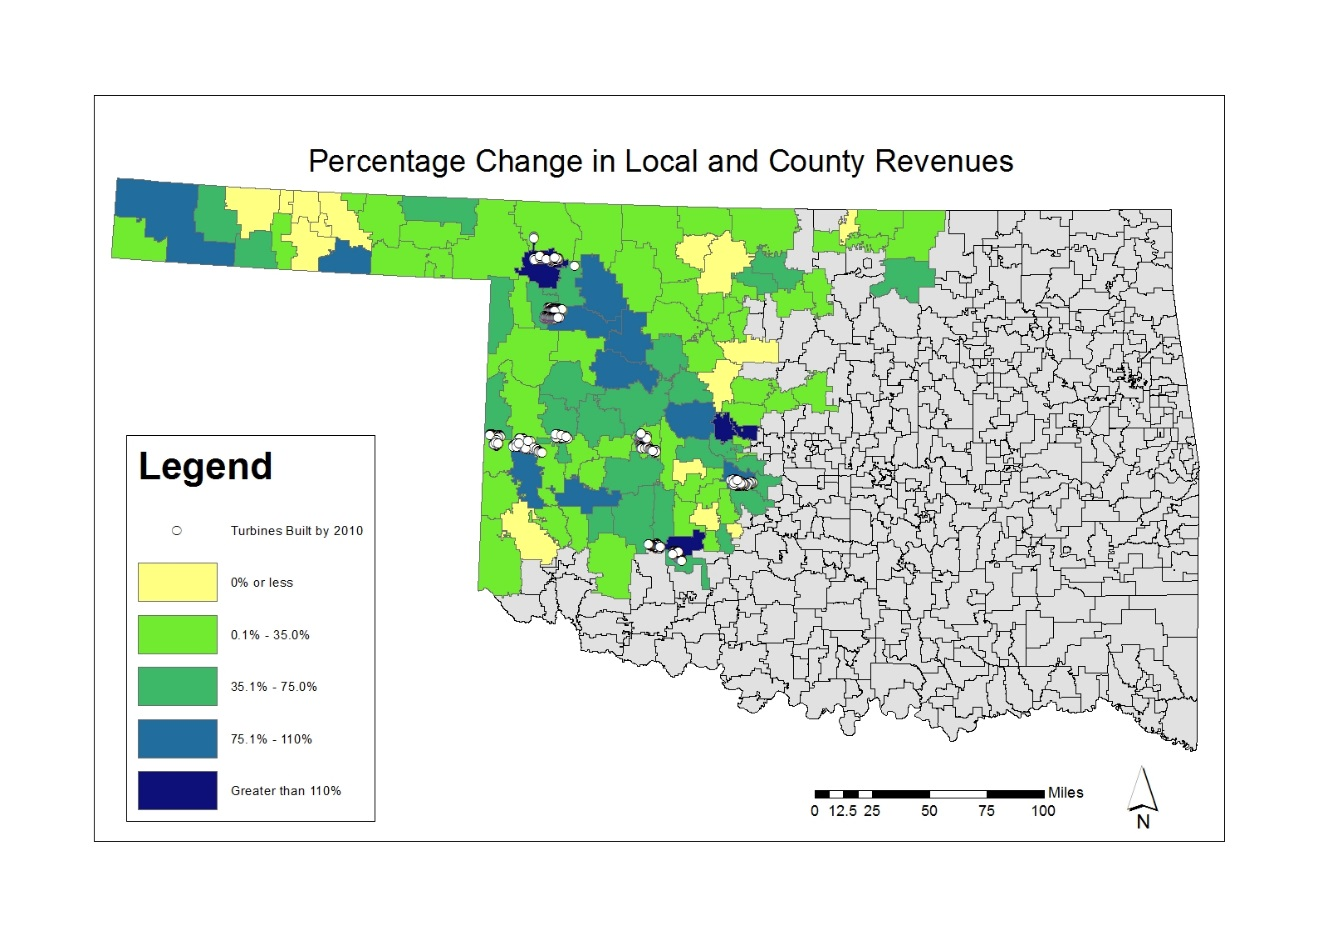 Percentage Change in Local and County Revenues
Legend
Turbines Built by 2010
0% or less
0.1% - 35.0%
35.1% - 75.0%
75.1% - 110%
Greater than 110%
Miles
0 12.5 25 50 75 100
N